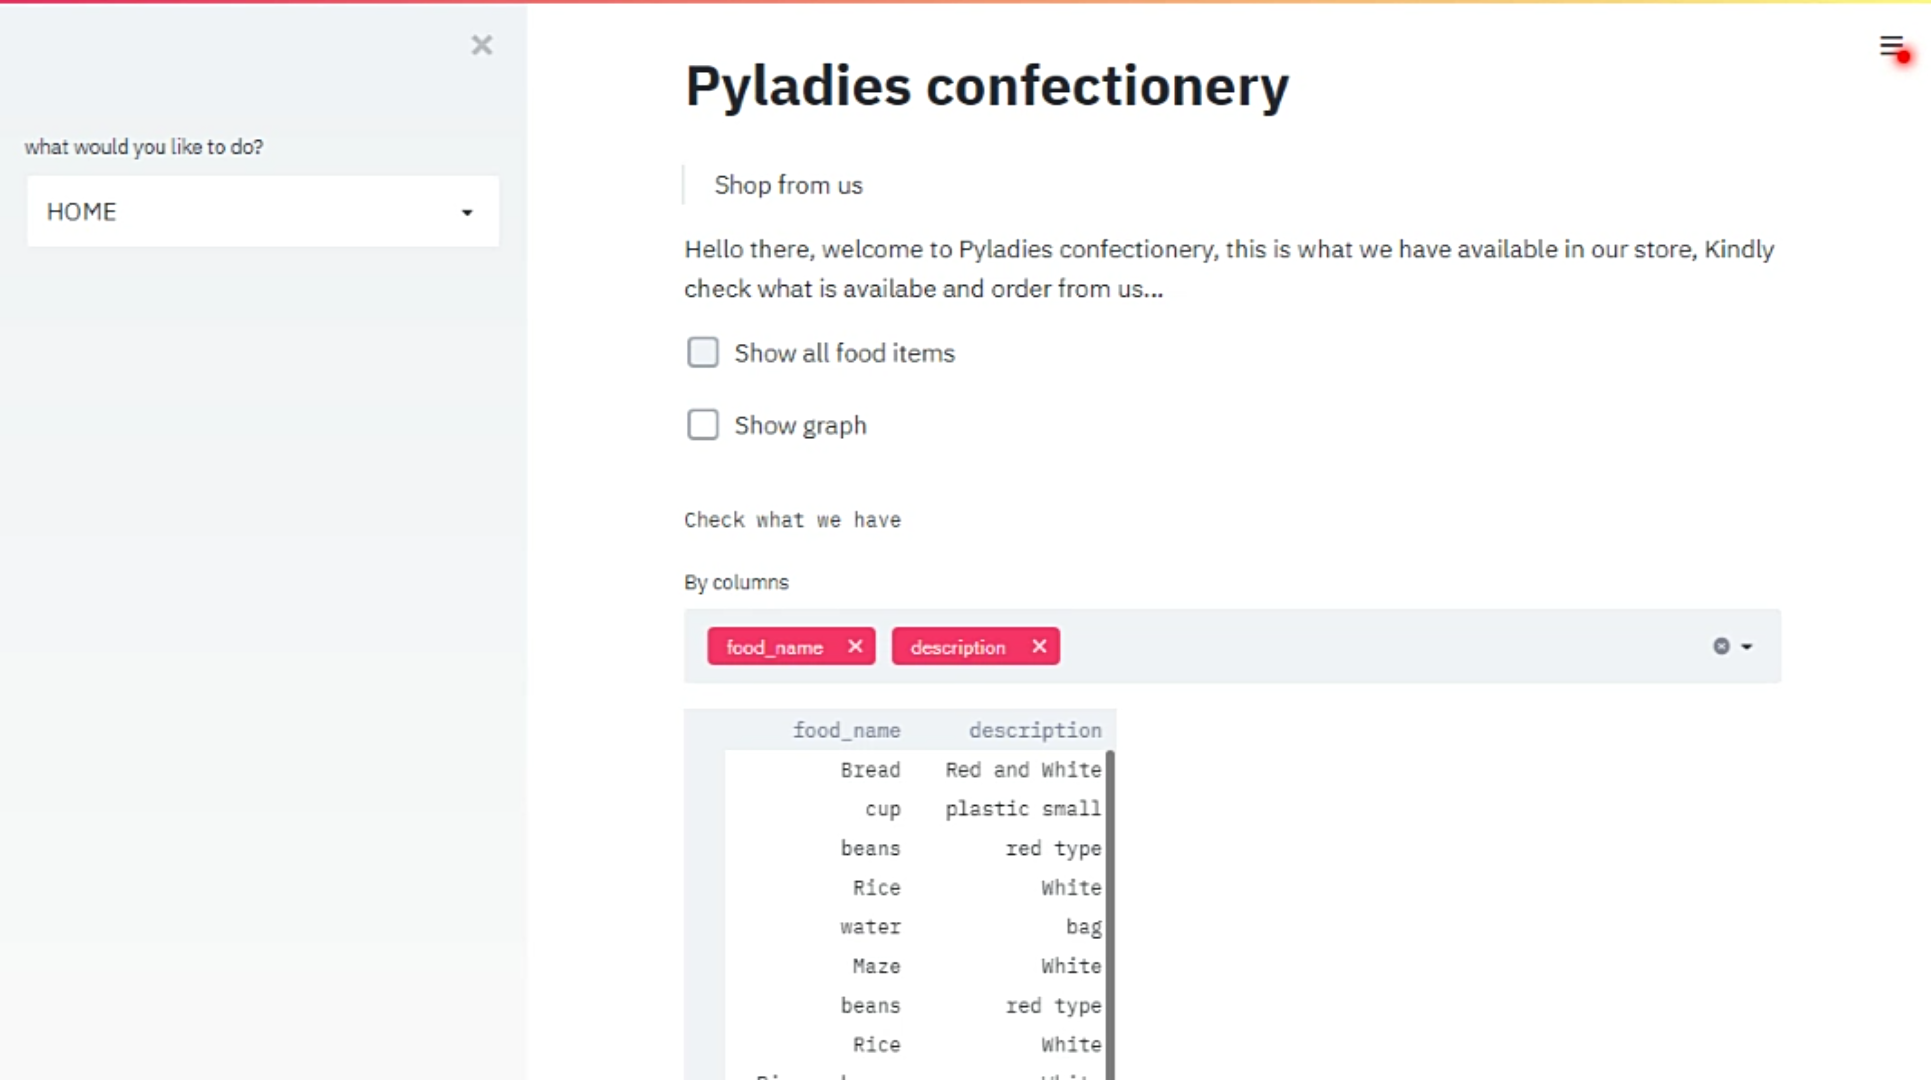 what would you like to do?
HOME
Pyladies confectionery
Shop from us
Hello there, welcome to Pyladies confectionery, this is what we have available in our store, Kindly
check what is availabe and order from us...
Show all food items
Show graph
Check what we have
By columns
food_name description
food_name description
Bread Red and White
cup plastic small
beans red type
Rice White
water bag
Maze White
beans red type
Rice White